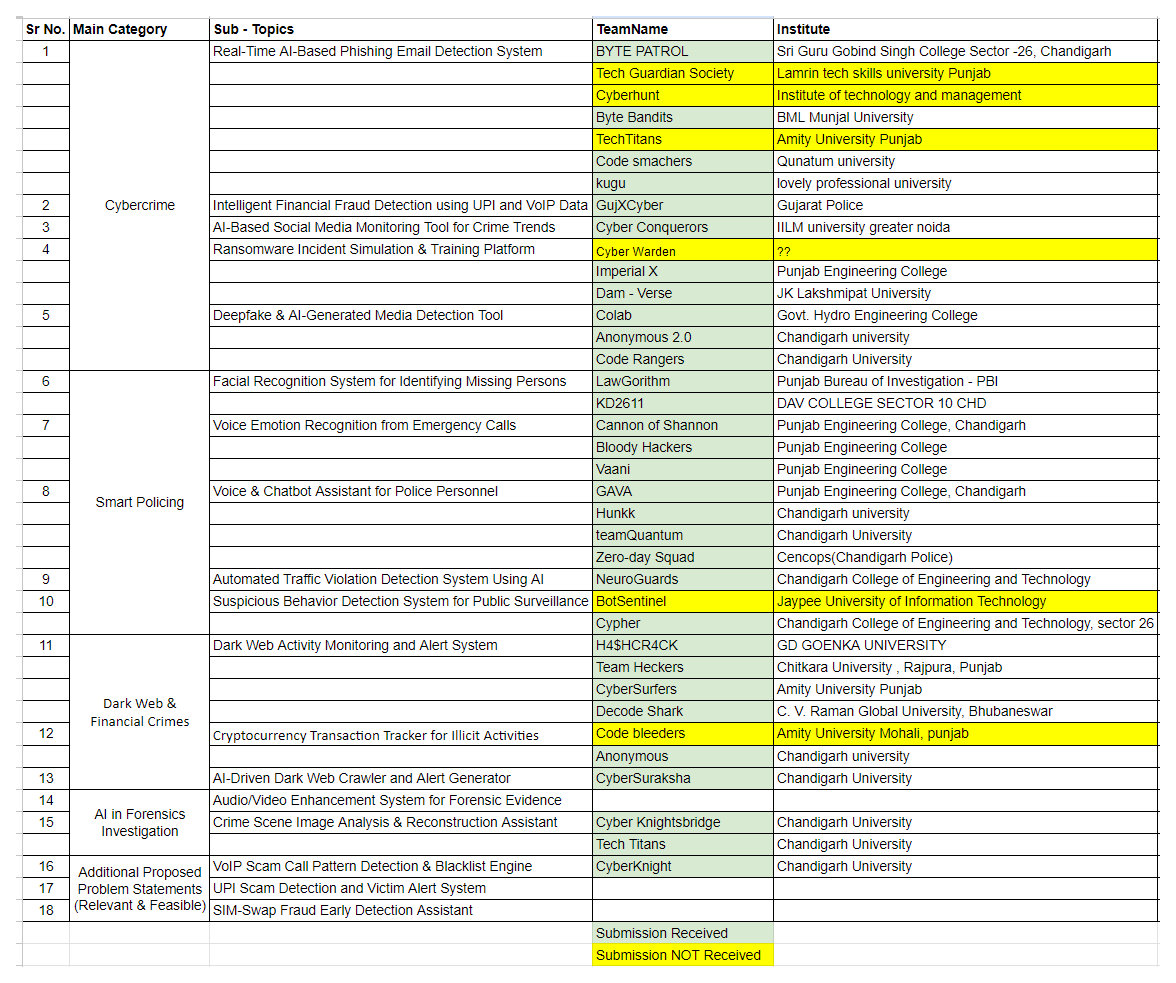 Sr No. Main Category Sub - Topics TeamName Institute
1 Real-Time AI-Based Phishing Email Detection System BYTE PATROL Sri Guru Gobind Singh College Sector -26, Chandigarh
Tech Guardian Society Lamrin tech skills university Punjab
Cyberhunt Institute of technology and management
Byte Bandits BML Munjal University
TechTitans Amity University Punjab
Code smachers Qunatum university
kugu lovely professional university
2 Cybercrime Intelligent Financial Fraud Detection using UPI and VoIP Data GujXCyber Gujarat Police
3 AI-Based Social Media Monitoring Tool for Crime Trends Cyber Conquerors IILM university greater noida
4 Ransomware Incident Simulation & Training Platform Cyber Warden ??
Imperial X Punjab Engineering College
Dam - Verse JK Lakshmipat University
5 Deepfake & AI-Generated Media Detection Tool Colab Govt. Hydro Engineering College
Anonymous 2.0 Chandigarh university
Code Rangers Chandigarh University
6 Facial Recognition System for Identifying Missing Persons LawGorithm Punjab Bureau of Investigation - PBI
KD2611 DAV COLLEGE SECTOR 10 CHD
7 Voice Emotion Recognition from Emergency Calls Cannon of Shannon Punjab Engineering College, Chandigarh
Bloody Hackers Punjab Engineering College
Vaani Punjab Engineering College
8 Voice & Chatbot Assistant for Police Personnel GAVA Punjab Engineering College, Chandigarh
Smart Policing
Hunkk Chandigarh university
teamQuantum Chandigarh University
Zero-day Squad Cencops(Chandigarh Police)
9 Automated Traffic Violation Detection System Using AI NeuroGuards Chandigarh College of Engineering and Technology
10 Suspicious Behavior Detection System for Public Surveillance BotSentinel Jaypee University of Information Technology
Cypher Chandigarh College of Engineering and Technology, sector 26
11 Dark Web Activity Monitoring and Alert System H4$HCR4CK GD GOENKA UNIVERSITY
Team Heckers Chitkara University , Rajpura, Punjab
CyberSurfers Amity University Punjab
Dark Web &
Financial Crimes
Decode Shark C. V. Raman Global University, Bhubaneswar
12 Cryptocurrency Transaction Tracker for Illicit Activities Code bleeders Amity University Mohali, punjab
Anonymous Chandigarh university
13 AI-Driven Dark Web Crawler and Alert Generator CyberSuraksha Chandigarh University
14 Audio/Video Enhancement System for Forensic Evidence
AI in Forensics
Investigation
15 Crime Scene Image Analysis & Reconstruction Assistant Cyber Knightsbridge Chandigarh University
Tech Titans Chandigarh University
16 VoIP Scam Call Pattern Detection & Blacklist Engine CyberKnight Chandigarh University
Additional Proposed
Problem Statements
(Relevant & Feasible)
17 UPI Scam Detection and Victim Alert System
18 SIM-Swap Fraud Early Detection Assistant
Submission Received
Submission NOT Received